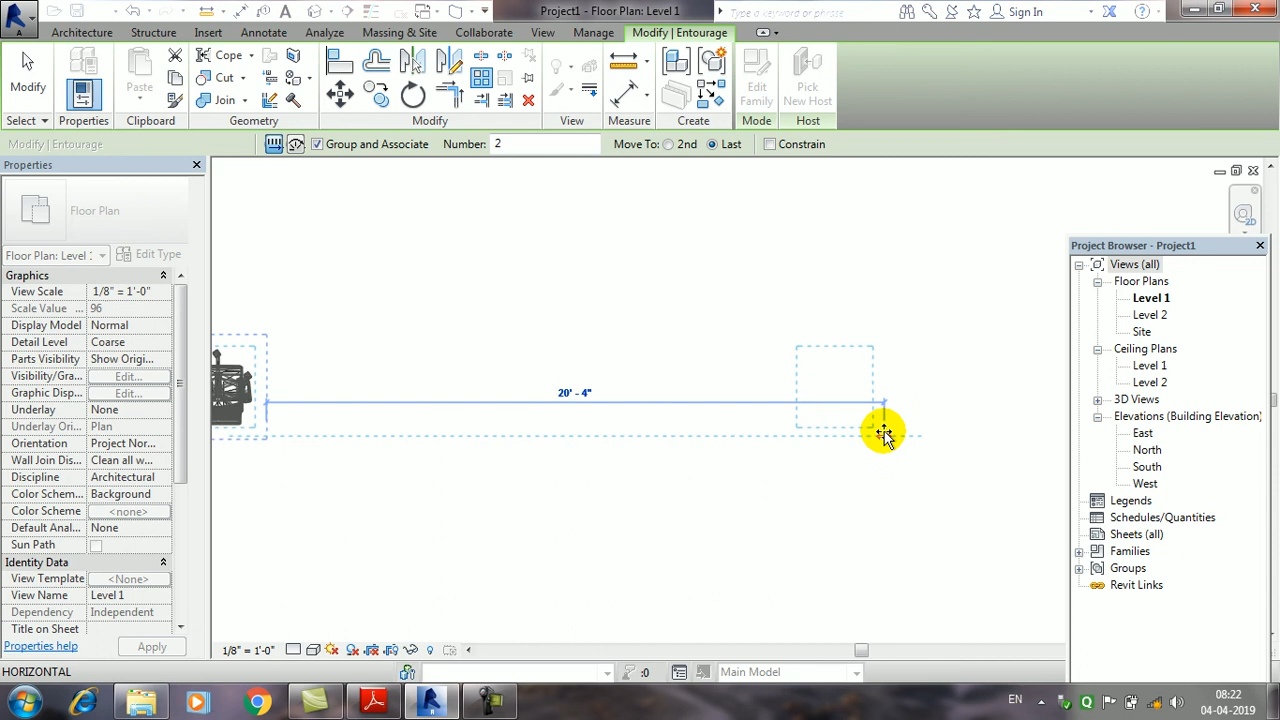 Project1 - Floor Plan: Level 1
Type a keyword or phrase
Sign In
Architecture Structure Insert Annotate Analyze Massing & Site Collaborate View Manage Modify | Entourage
Modify
Properties
Paste
Cope
Cut
Join
Edit Family
Pick New Host
Select Properties Clipboard Geometry Modify View Measure Create Mode Host
Modify | Entourage
Group and Associate Number: 2 Move To: 2nd Last Constrain
Properties
Floor Plan
Edit Type
Graphics
View Scale 1/8" = 1'-0"
Scale Value 96
Display Model Normal
Detail Level Coarse
Parts Visibility Show Origi...
Visibility/Gra... Edit...
Graphic Disp... Edit...
Underlay None
Underlay Ori... Plan
Orientation Project Nor...
Wall Join Dis... Clean all w...
Discipline Architectural
Color Schem... Background
Color Scheme <none>
Default Anal... None
Sun Path
Identity Data
View Template <None>
View Name Level 1
Dependency Independent
Title on Sheet
Properties help
Apply
20' - 4"
2D
Project Browser - Project1
Views (all)
Floor Plans
Level 1
Level 2
Site
Ceiling Plans
Level 1
Level 2
3D Views
Elevations (Building Elevation)
East
North
South
West
Legends
Schedules/Quantities
Sheets (all)
Families
Groups
Revit Links
1/8" = 1'-0"
HORIZONTAL
:0
Main Model
EN
08:22
04-04-2019